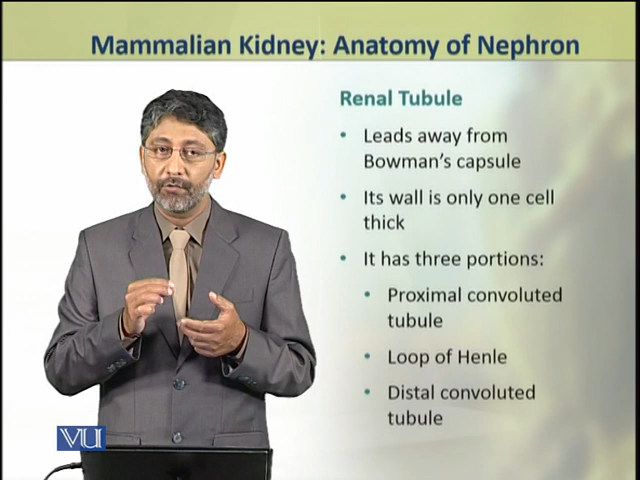 Mammalian Kidney: Anatomy of Nephron
Renal Tubule
• Leads away from
Bowman's capsule
• Its wall is only one cell
thick
• It has three portions:
• Proximal convoluted
tubule
• Loop of Henle
• Distal convoluted
tubule
VU